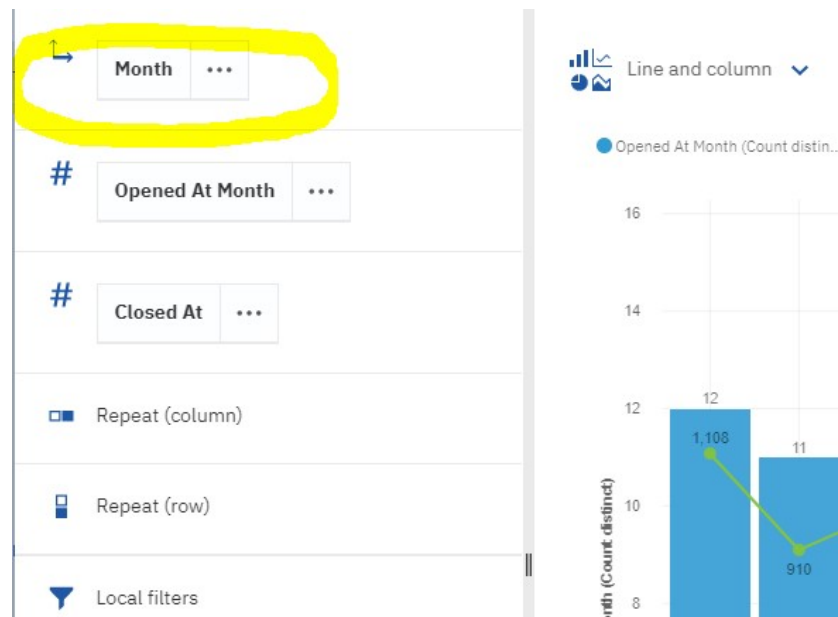 Month ...
Opened At Month ...
Closed At ...
Repeat (column)
Repeat (row)
Local filters
Line and column
Opened At Month (Count distin...
16
14
12
10
8
12
1,108
11
910
nth (Count distinct)